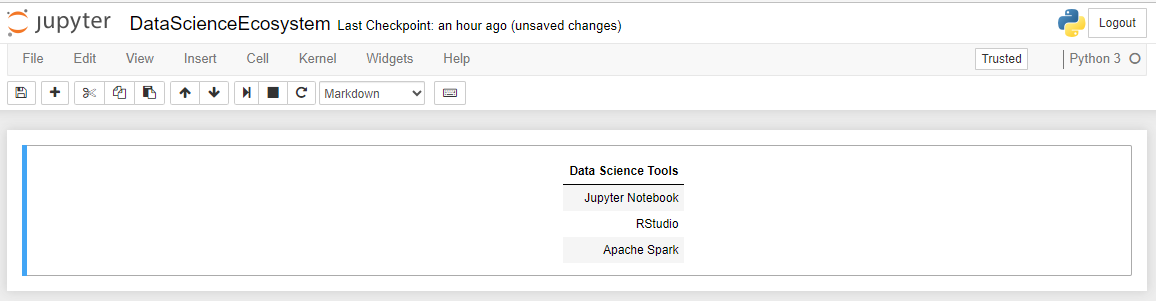 jupyter DataScienceEcosystem Last Checkpoint: an hour ago (unsaved changes) Logout
File Edit View Insert Cell Kernel Widgets Help Trusted Python 3
Markdown
Data Science Tools
Jupyter Notebook
RStudio
Apache Spark